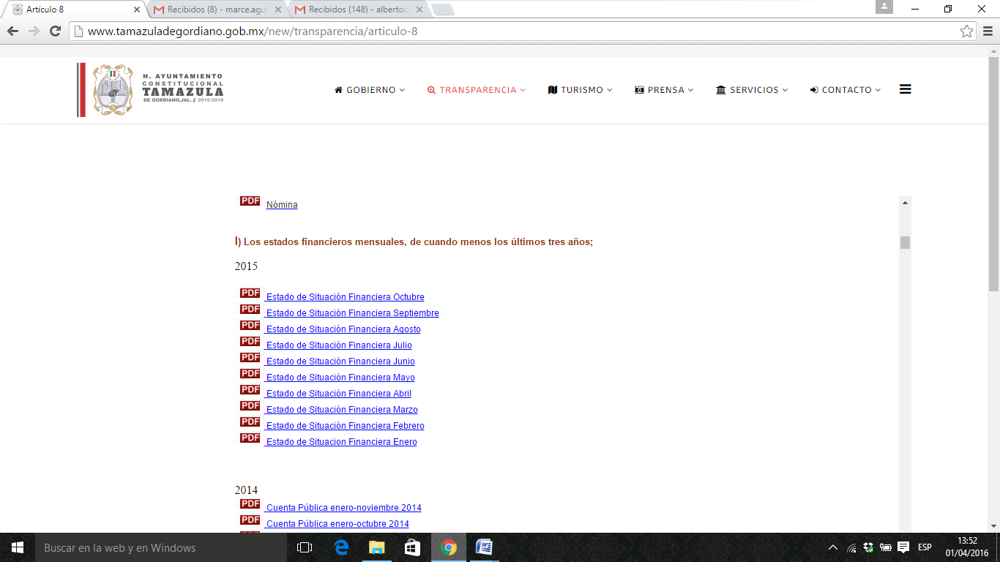 Artículo 8
Recibidos (8) - marce.agui
Recibidos (148) - albertoc
www.tamazuladegordiano.gob.mx/new/transparencia/articulo-8
H. AYUNTAMIENTO
CONSTITUCIONAL
TAMAZULA
DE GORDIANO, JAL. // 2015-2018
GOBIERNO
TRANSPARENCIA
TURISMO
PRENSA
SERVICIOS
CONTACTO
PDF Nómina
l) Los estados financieros mensuales, de cuando menos los últimos tres años;
2015
PDF Estado de Situación Financiera Octubre
PDF Estado de Situación Financiera Septiembre
PDF Estado de Situación Financiera Agosto
PDF Estado de Situación Financiera Julio
PDF Estado de Situación Financiera Junio
PDF Estado de Situación Financiera Mayo
PDF Estado de Situación Financiera Abril
PDF Estado de Situación Financiera Marzo
PDF Estado de Situación Financiera Febrero
PDF Estado de Situacion Financiera Enero
2014
PDF Cuenta Pública enero-noviembre 2014
PDF Cuenta Pública enero-octubre 2014
Buscar en la web y en Windows
ESP
13:52
01/04/2016